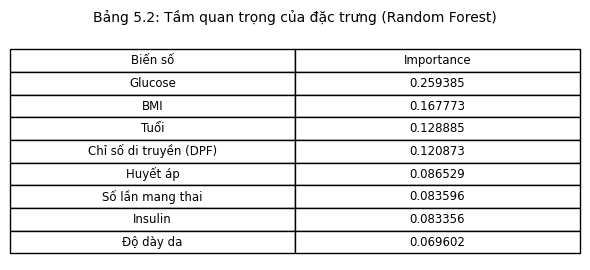 Bảng 5.2: Tầm quan trọng của đặc trưng (Random Forest)
Biến số Importance
Glucose 0.259385
BMI 0.167773
Tuổi 0.128885
Chỉ số di truyền (DPF) 0.120873
Huyết áp 0.086529
Số lần mang thai 0.083596
Insulin 0.083356
Độ dày da 0.069602